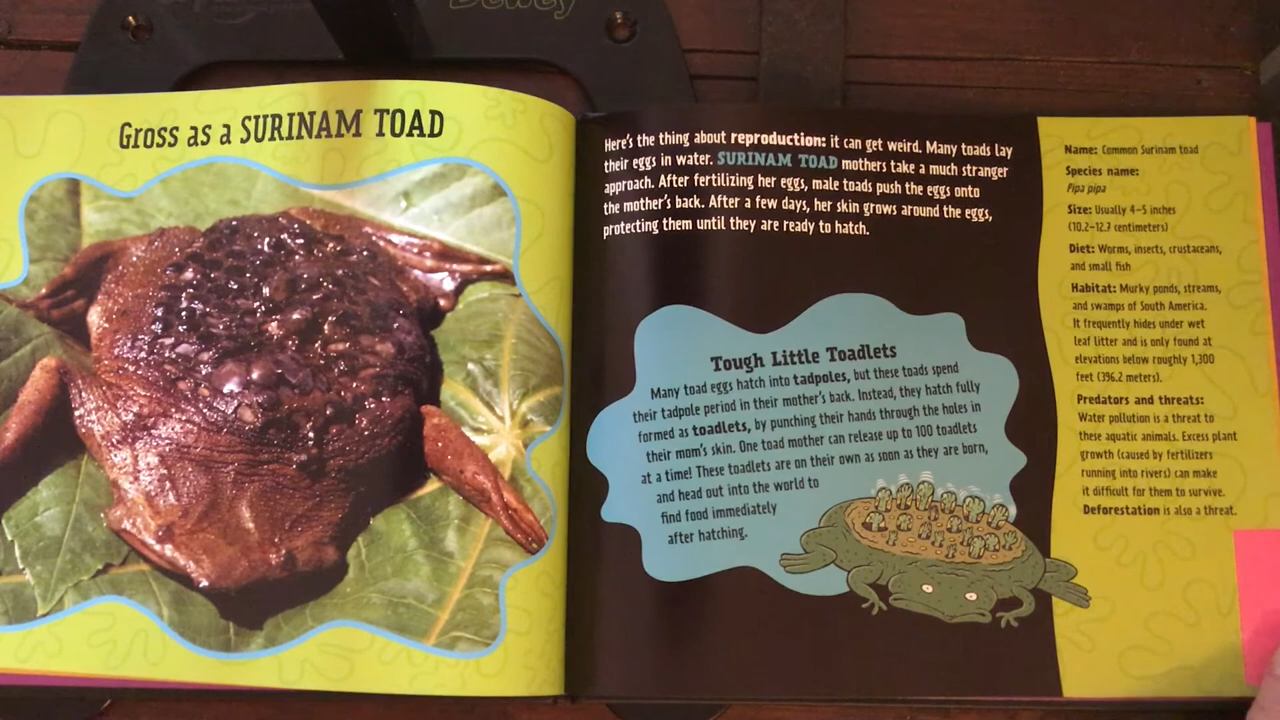 Dewey
Gross as a SURINAM TOAD
Here's the thing about reproduction: it can get weird. Many toads lay
their eggs in water. SURINAM TOAD mothers take a much stranger
approach. After fertilizing her eggs, male toads push the eggs onto
the mother's back. After a few days, her skin grows around the eggs,
protecting them until they are ready to hatch.
Tough Little Toadlets
Many toad eggs hatch into tadpoles, but these toads spend
their tadpole period in their mother's back. Instead, they hatch fully
formed as toadlets, by punching their hands through the holes in
their mom's skin. One toad mother can release up to 100 toadlets
at a time! These toadlets are on their own as soon as they are born,
and head out into the world to
find food immediately
after hatching.
Name: Common Surinam toad
Species name:
Pipa pipa
Size: Usually 4–5 inches
(10.2–12.7 centimeters)
Diet: Worms, insects, crustaceans,
and small fish
Habitat: Murky ponds, streams,
and swamps of South America.
It frequently hides under wet
leaf litter and is only found at
elevations below roughly 1,300
feet (396.2 meters).
Predators and threats:
Water pollution is a threat to
these aquatic animals. Excess plant
growth (caused by fertilizers
running into rivers) can make
it difficult for them to survive.
Deforestation is also a threat.